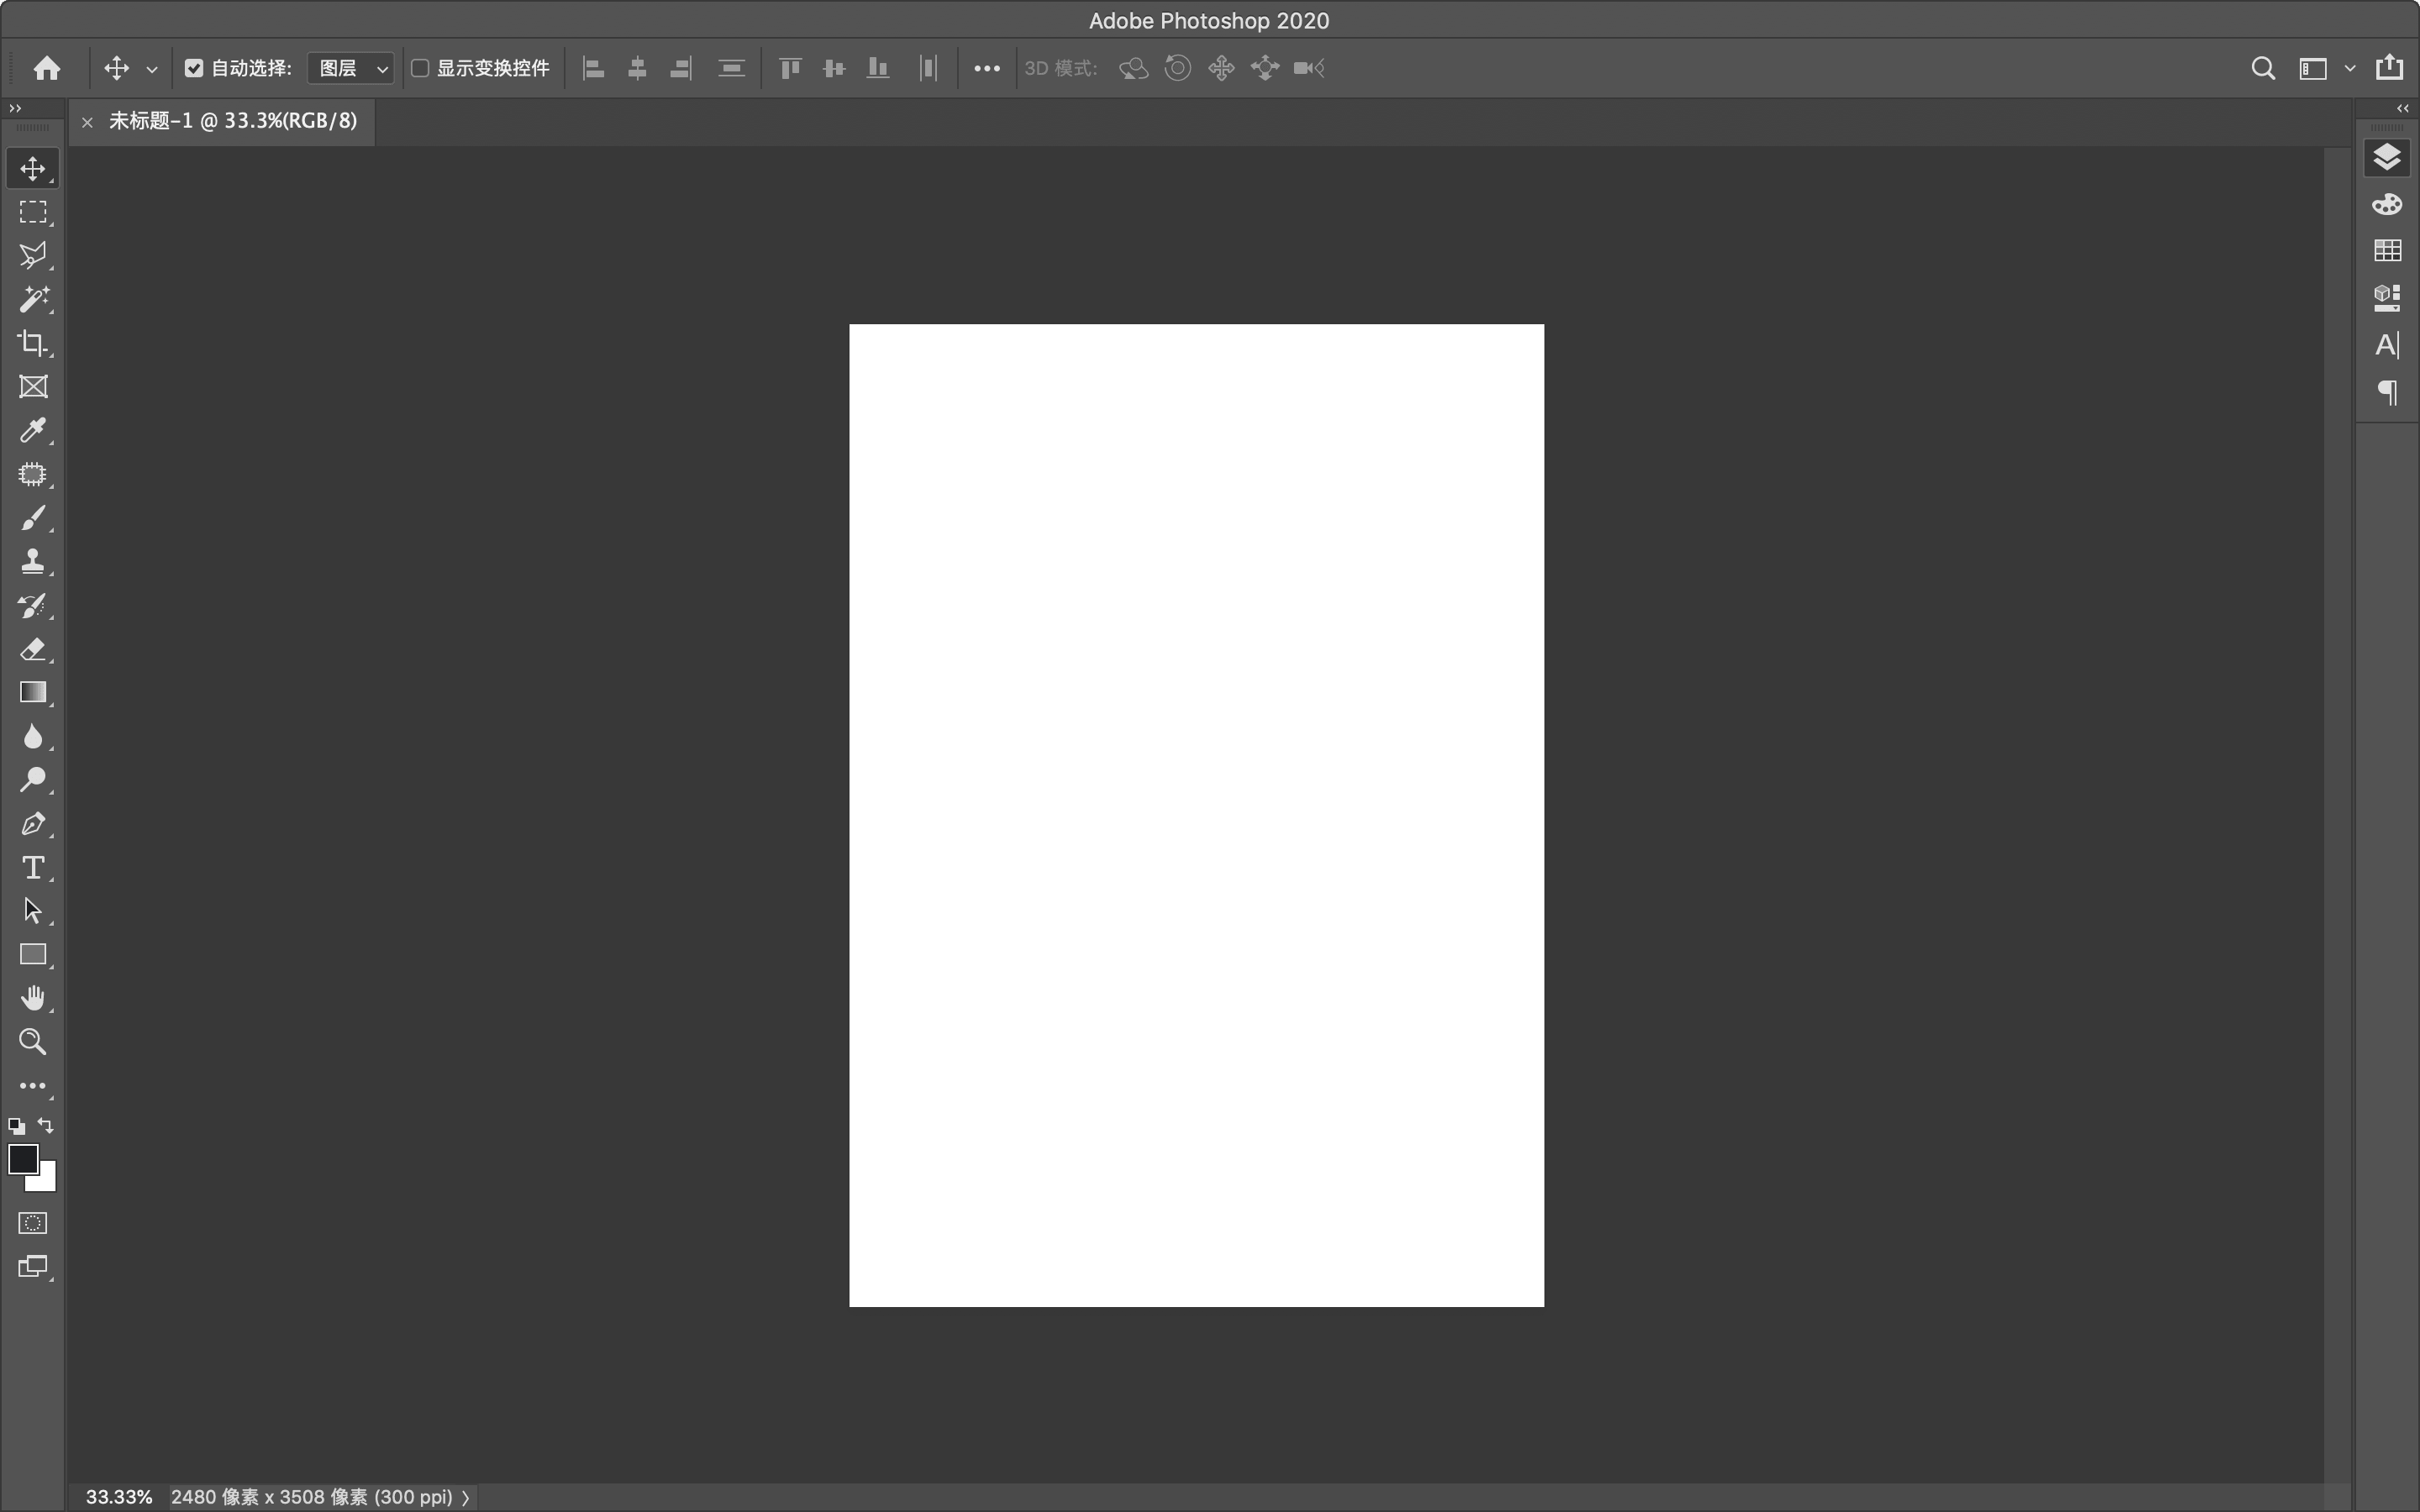 Adobe Photoshop 2020
自动选择: 图层 显示变换控件 3D 模式:
未标题-1 @ 33.3%(RGB/8)
33.33% 2480 像素 x 3508 像素 (300 ppi)